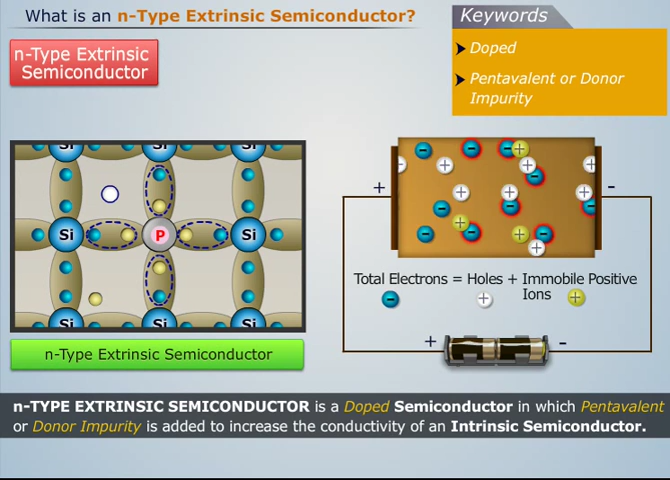 What is an n-Type Extrinsic Semiconductor?
Keywords
Doped
Pentavalent or Donor
Impurity
n-Type Extrinsic
Semiconductor
Si
Si
Si
Si
P
Si
Si
Si
Si
n-Type Extrinsic Semiconductor
+
-
Total Electrons = Holes + Immobile Positive
Ions
+
-
n-TYPE EXTRINSIC SEMICONDUCTOR is a Doped Semiconductor in which Pentavalent
or Donor Impurity is added to increase the conductivity of an Intrinsic Semiconductor.